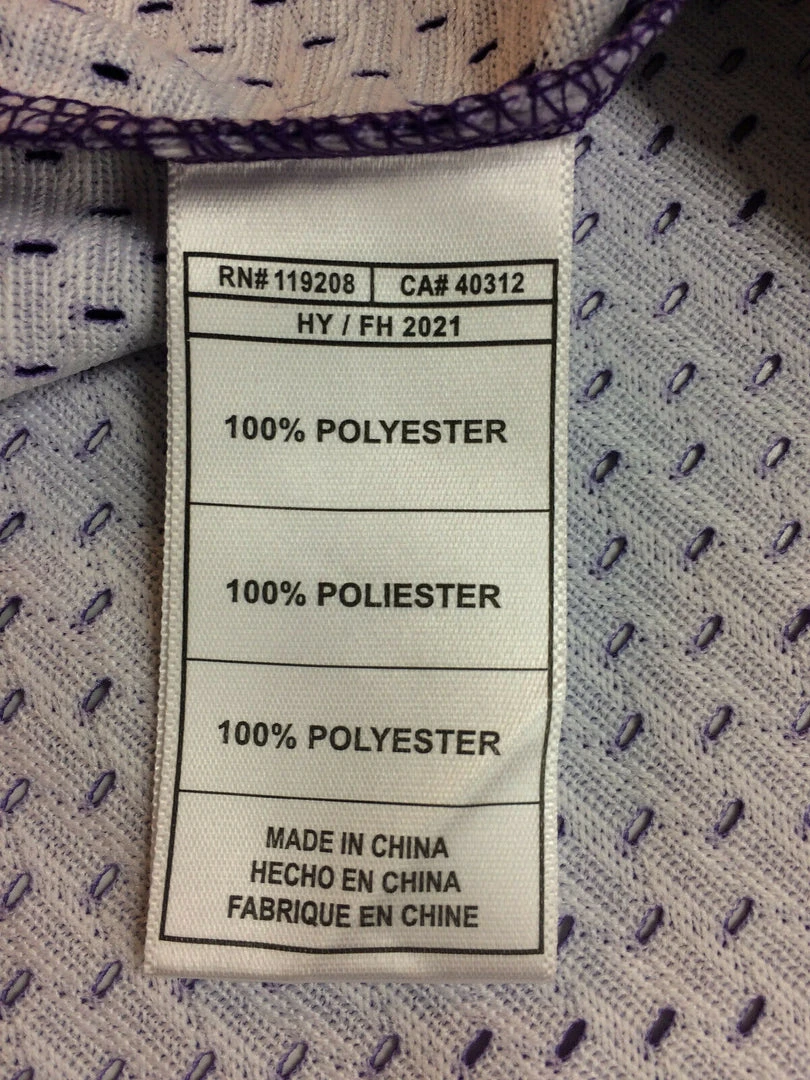 RN# 119208 CA# 40312
HY / FH 2021
100% POLYESTER
100% POLIESTER
100% POLYESTER
MADE IN CHINA
HECHO EN CHINA
FABRIQUE EN CHINE